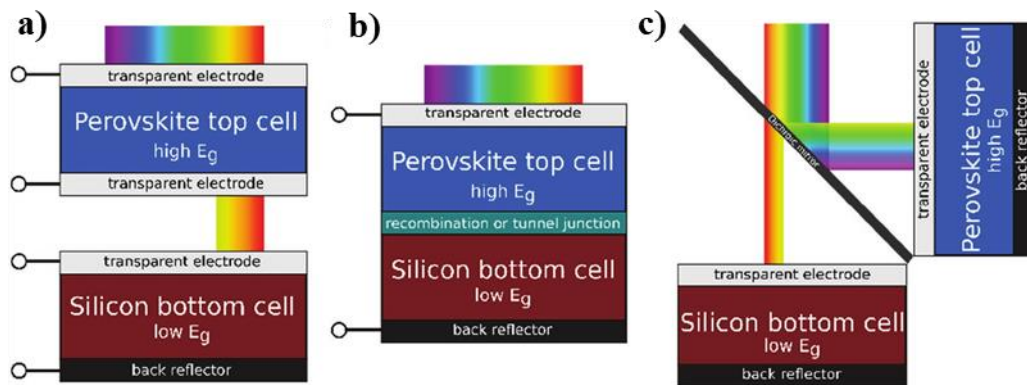 a)
transparent electrode
Perovskite top cell
high Eg
transparent electrode
transparent electrode
Silicon bottom cell
low Eg
back reflector
b)
transparent electrode
Perovskite top cell
high Eg
recombination or tunnel junction
Silicon bottom cell
low Eg
back reflector
c)
Dichroic mirror
transparent electrode
Perovskite top cell
high Eg
back reflector
transparent electrode
Silicon bottom cell
low Eg
back reflector